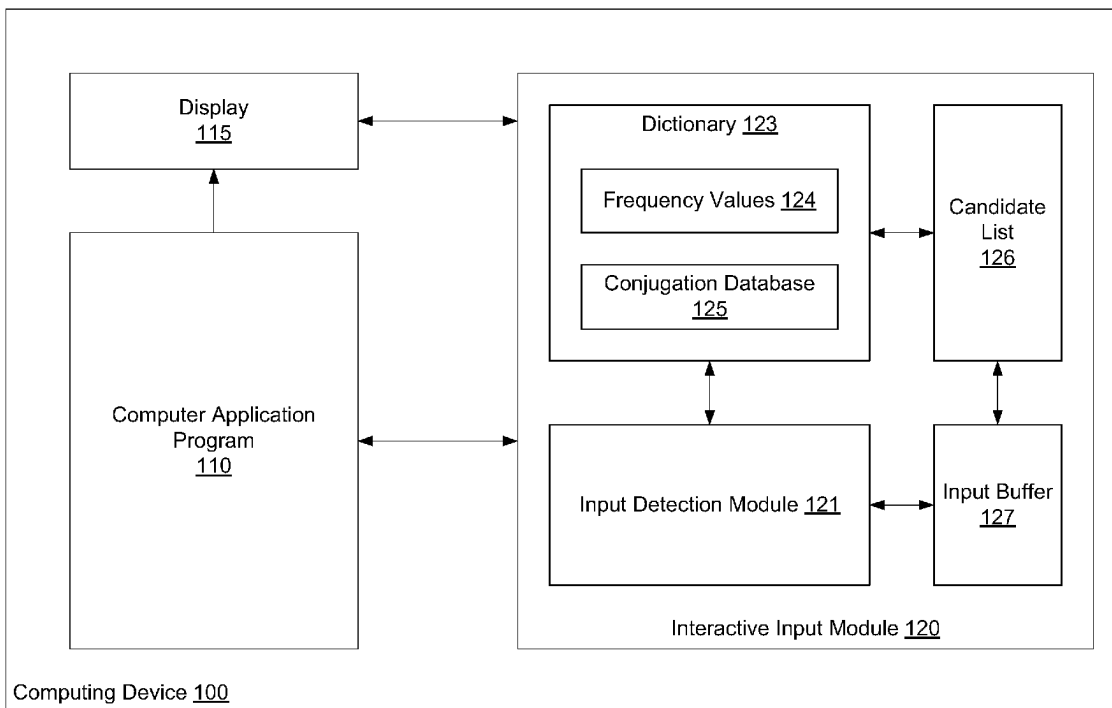 Display
115
Computer Application
Program
110
Dictionary 123
Frequency Values 124
Conjugation Database
125
Candidate
List
126
Input Detection Module 121
Input Buffer
127
Interactive Input Module 120
Computing Device 100